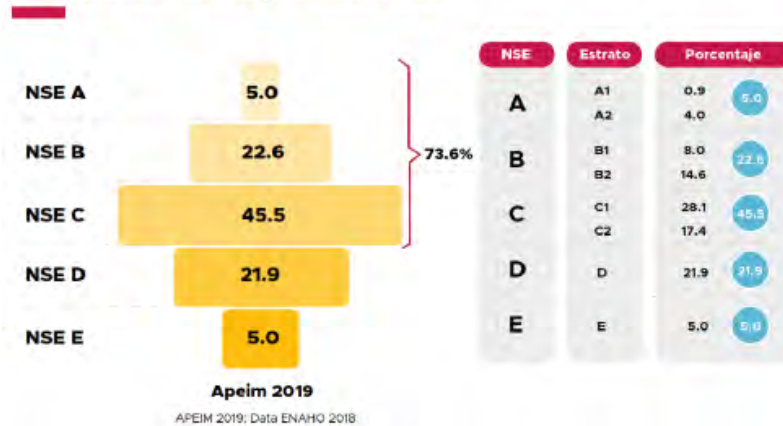 NSE A 5.0
NSE B 22.6
73.6%
NSE C 45.5
NSE D 21.9
NSE E 5.0
Apeim 2019
APEIM 2019: Data ENAHO 2018
NSE Estrato Porcentaje
A A1 0.9 5.0
A2 4.0
B B1 8.0 22.6
B2 14.6
C C1 28.1 45.5
C2 17.4
D D 21.9 21.9
E E 5.0 5.0